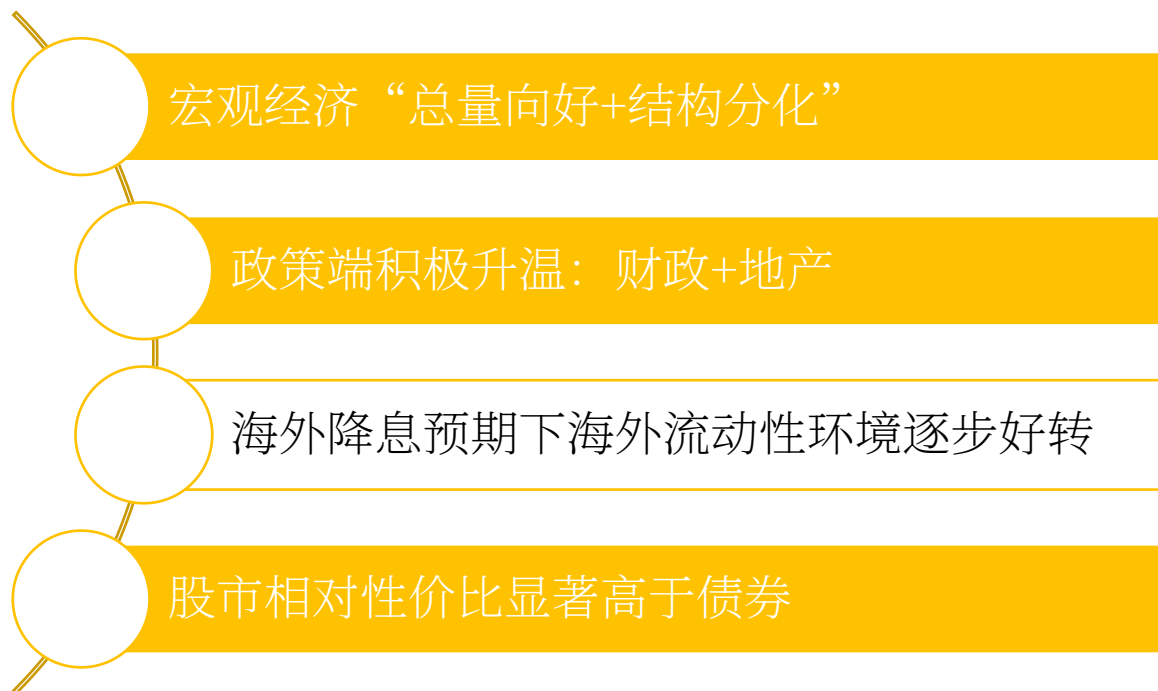 宏观经济“总量向好+结构分化”
政策端积极升温：财政+地产
海外降息预期下海外流动性环境逐步好转
股市相对性价比显著高于债券